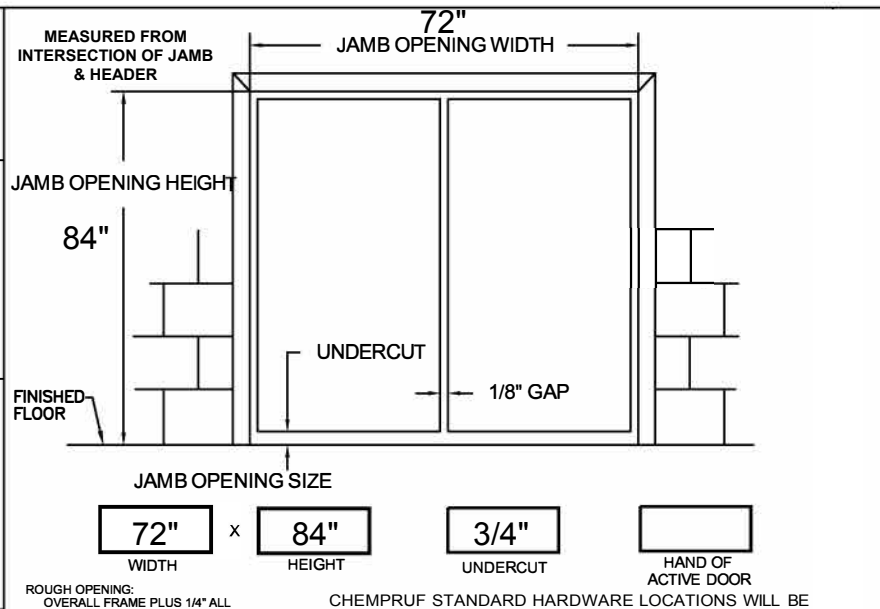 72"
JAMB OPENING WIDTH
MEASURED FROM
INTERSECTION OF JAMB
& HEADER
JAMB OPENING HEIGHT
84"
UNDERCUT
1/8" GAP
FINISHED
FLOOR
JAMB OPENING SIZE
72" x 84" 3/4"
WIDTH HEIGHT UNDERCUT HAND OF
ACTIVE DOOR
ROUGH OPENING:
OVERALL FRAME PLUS 1/4" ALL
CHEMPRUF STANDARD HARDWARE LOCATIONS WILL BE